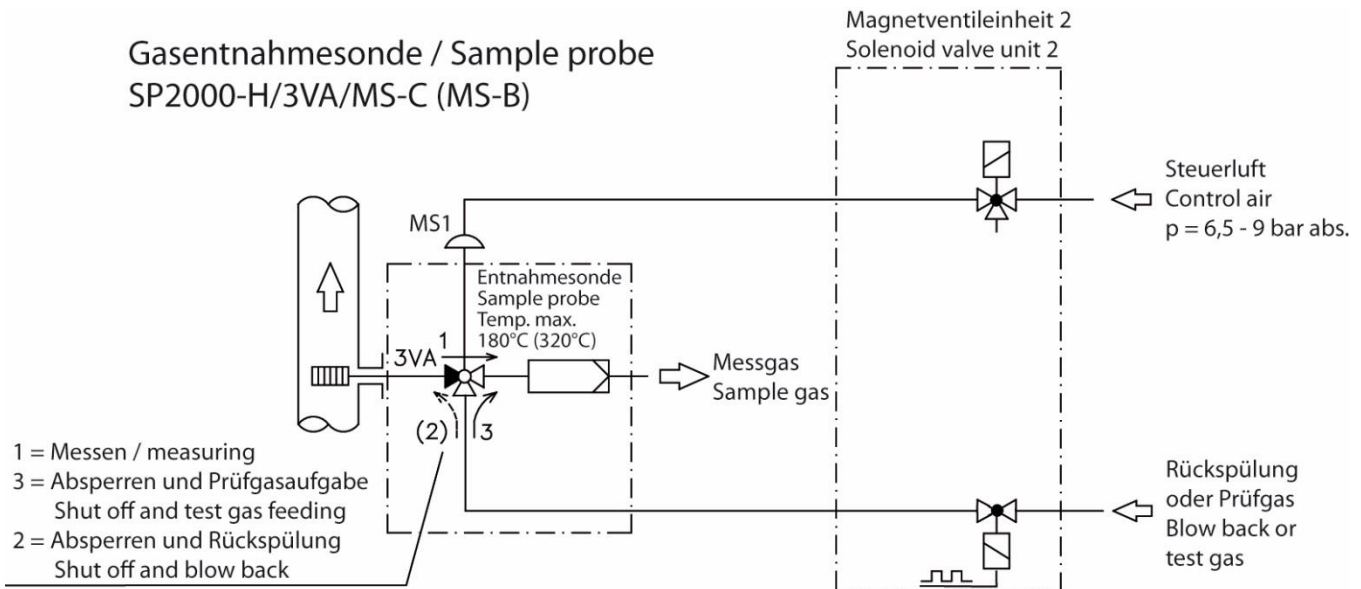 Gasentnahmesonde / Sample probe
SP2000-H/3VA/MS-C (MS-B)
Magnetventileinheit 2
Solenoid valve unit 2
Steuerluft
Control air
p = 6,5 - 9 bar abs.
MS1
Entnahmesonde
Sample probe
Temp. max.
180°C (320°C)
1
3VA
Messgas
Sample gas
(2)
3
1 = Messen / measuring
3 = Absperren und Prüfgasaufgabe
Shut off and test gas feeding
2 = Absperren und Rückspülung
Shut off and blow back
Rückspülung
oder Prüfgas
Blow back or
test gas